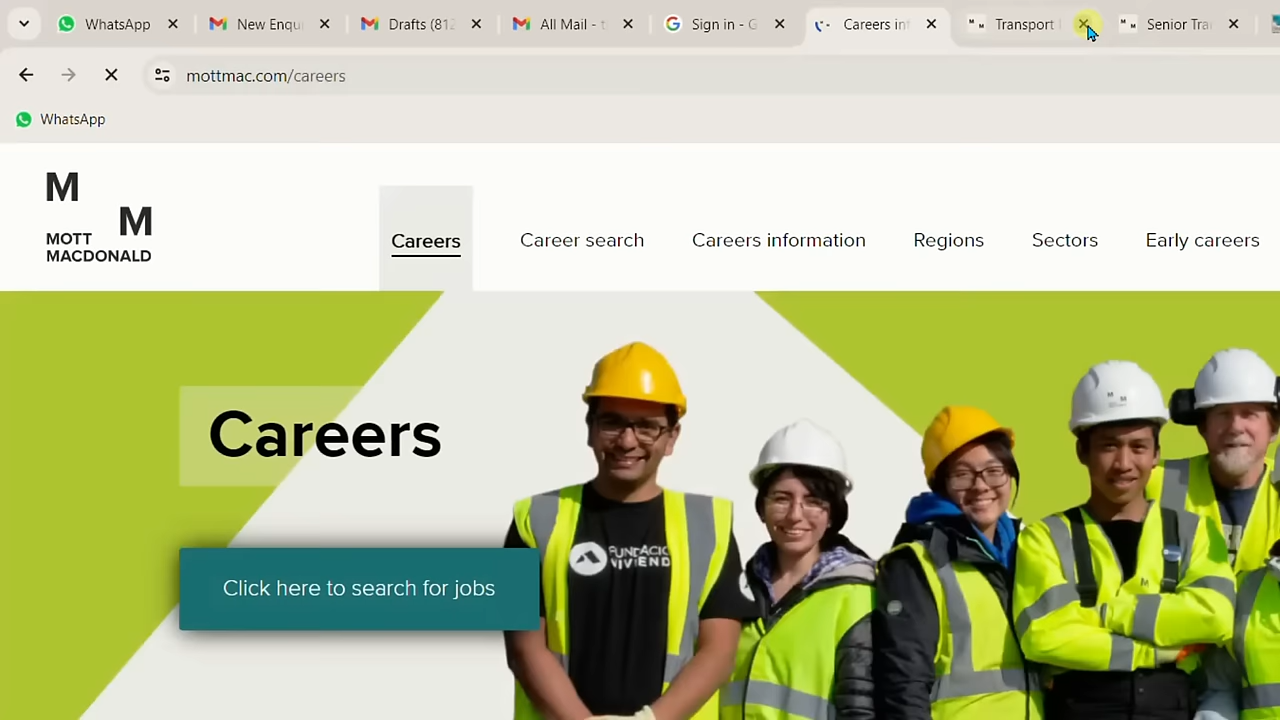 WhatsApp
New Enqu
Drafts (812
All Mail - t
Sign in - G
Careers in
Transport
Senior Tra
mottmac.com/careers
WhatsApp
M
M
MOTT
MACDONALD
Careers
Career search
Careers information
Regions
Sectors
Early careers
Careers
Click here to search for jobs